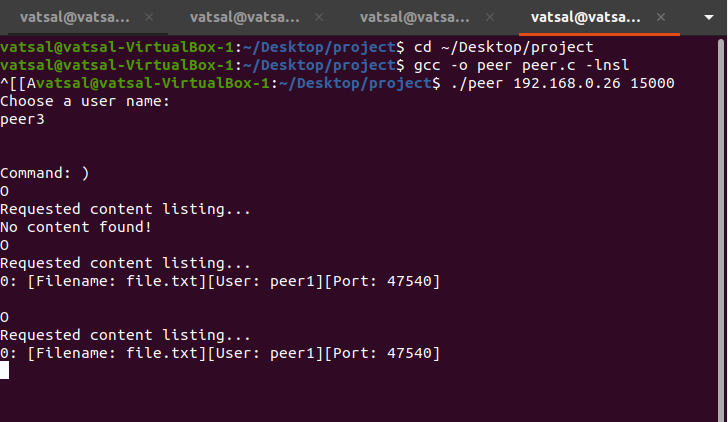 vatsal@vatsa... × vatsal@vatsa... × vatsal@vatsa... × vatsal@vatsa... ×
vatsal@vatsal-VirtualBox-1:~/Desktop/project$ cd ~/Desktop/project
vatsal@vatsal-VirtualBox-1:~/Desktop/project$ gcc -o peer peer.c -lnsl
^[[Avatsal@vatsal-VirtualBox-1:~/Desktop/project$ ./peer 192.168.0.26 15000
Choose a user name:
peer3
Command: )
O
Requested content listing...
No content found!
O
Requested content listing...
0: [Filename: file.txt][User: peer1][Port: 47540]
O
Requested content listing...
0: [Filename: file.txt][User: peer1][Port: 47540]